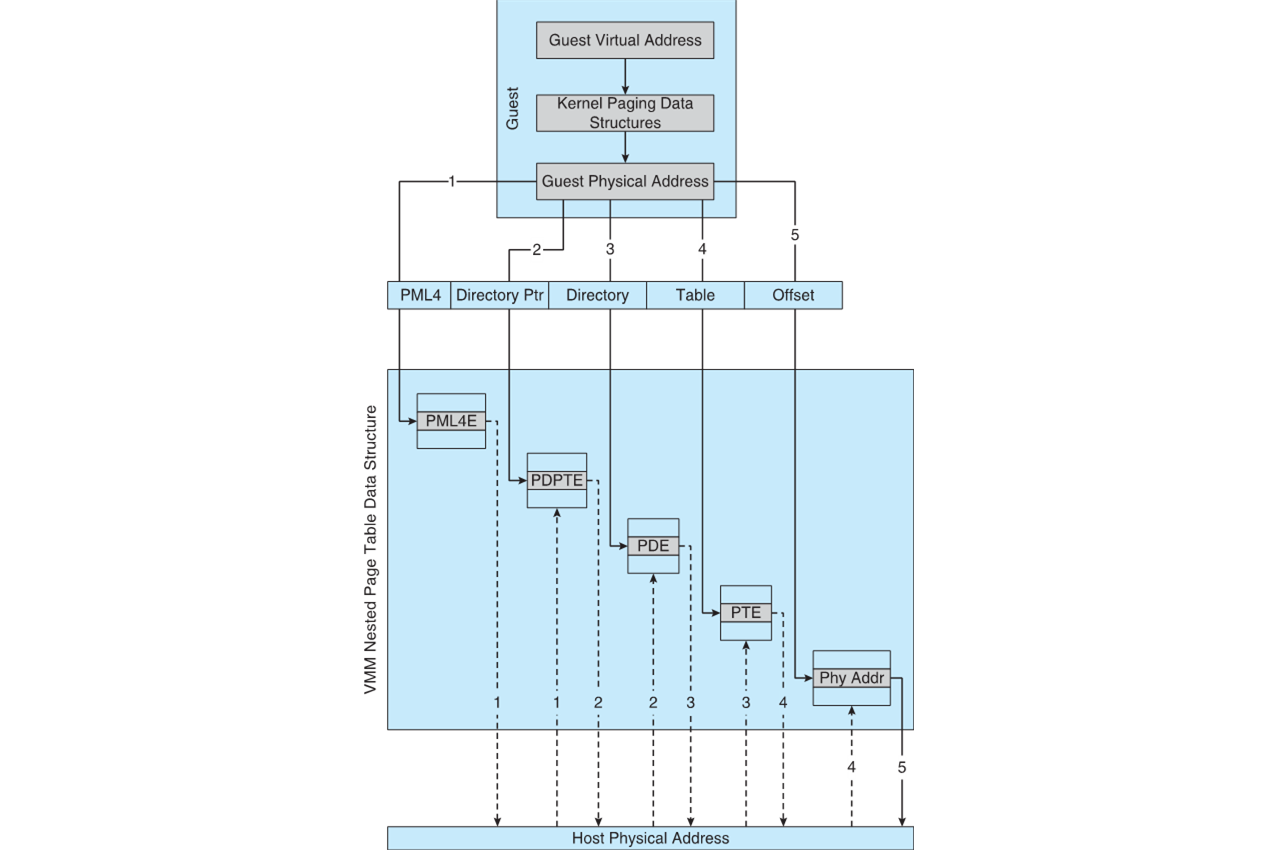 Guest Virtual Address
Guest
Kernel Paging Data
Structures
Guest Physical Address
1
2
3
4
5
PML4
Directory Ptr
Directory
Table
Offset
VMM Nested Page Table Data Structure
PML4E
PDPTE
PDE
PTE
Phy Addr
1
1
2
2
3
3
4
4
5
Host Physical Address